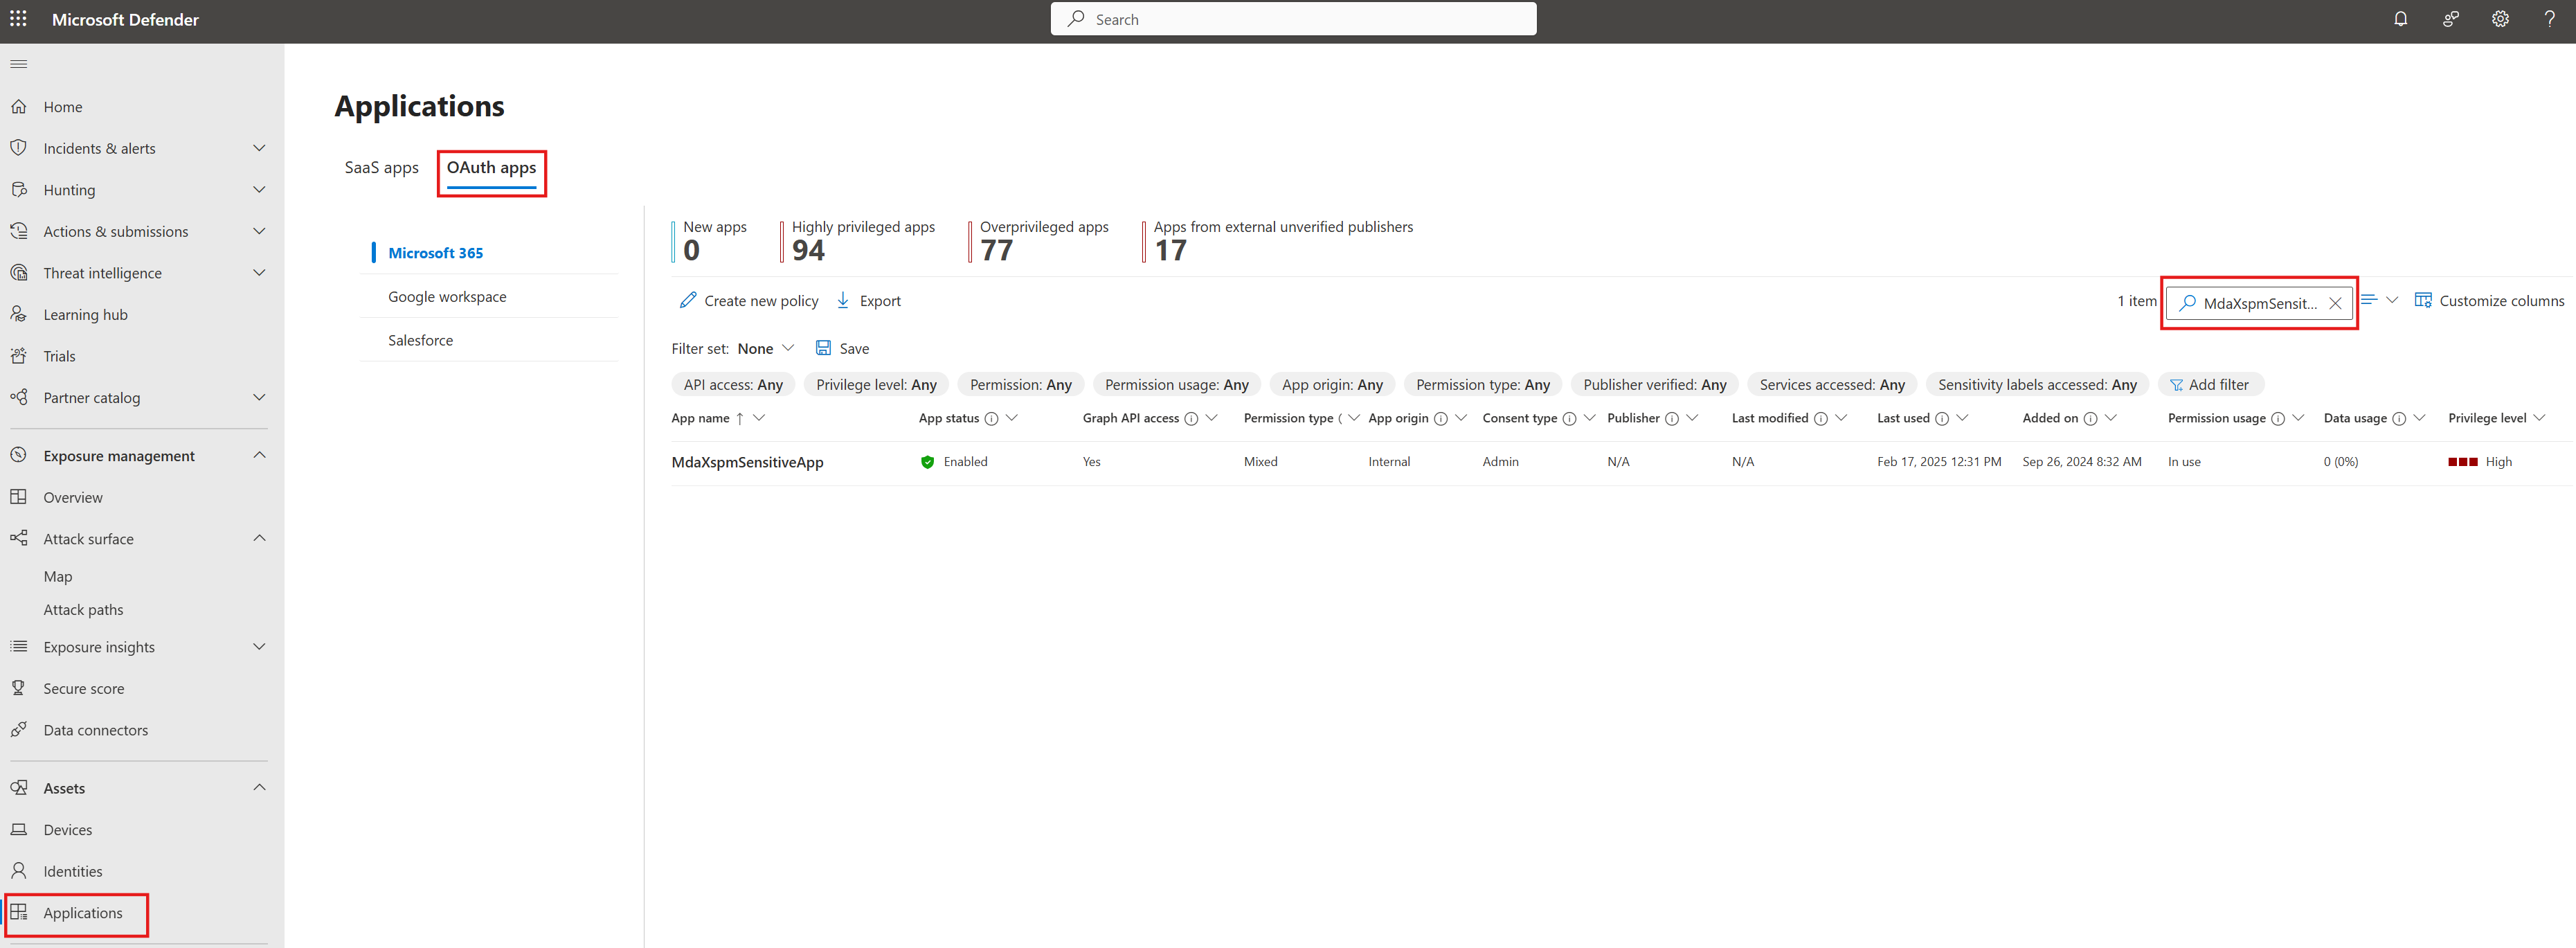 Microsoft Defender
Search
Home
Incidents & alerts
Hunting
Actions & submissions
Threat intelligence
Learning hub
Trials
Partner catalog
Exposure management
Overview
Attack surface
Map
Attack paths
Exposure insights
Secure score
Data connectors
Assets
Devices
Identities
Applications
Applications
SaaS apps OAuth apps
Microsoft 365
Google workspace
Salesforce
New apps Highly privileged apps Overprivileged apps Apps from external unverified publishers
0 94 77 17
Create new policy Export 1 item MdaXspmSensit... Customize columns
Filter set: None Save
API access: Any Privilege level: Any Permission: Any Permission usage: Any App origin: Any Permission type: Any Publisher verified: Any Services accessed: Any Sensitivity labels accessed: Any Add filter
App name App status Graph API access Permission type ( App origin Consent type Publisher Last modified Last used Added on Permission usage Data usage Privilege level
MdaXspmSensitiveApp Enabled Yes Mixed Internal Admin N/A N/A Feb 17, 2025 12:31 PM Sep 26, 2024 8:32 AM In use 0 (0%) High